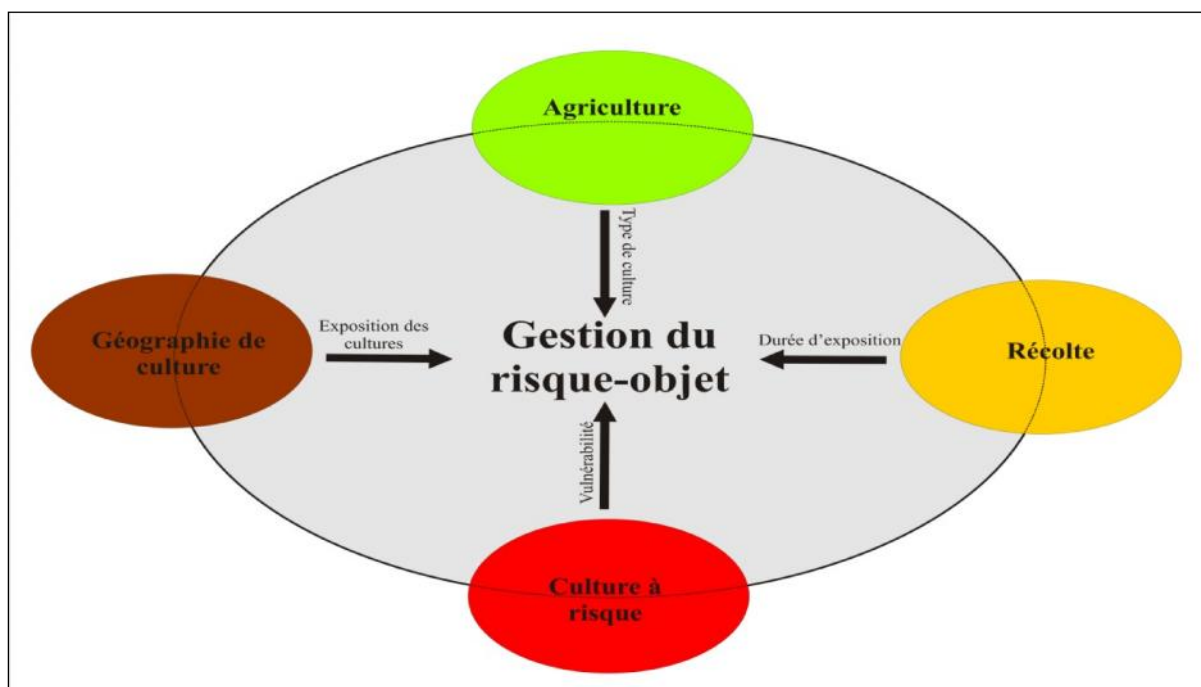 Agriculture
Type de culture
Géographie de
culture
Exposition des
cultures
Gestion du
risque-objet
Durée d'exposition
Récolte
Vulnérabilité
Culture à
risque